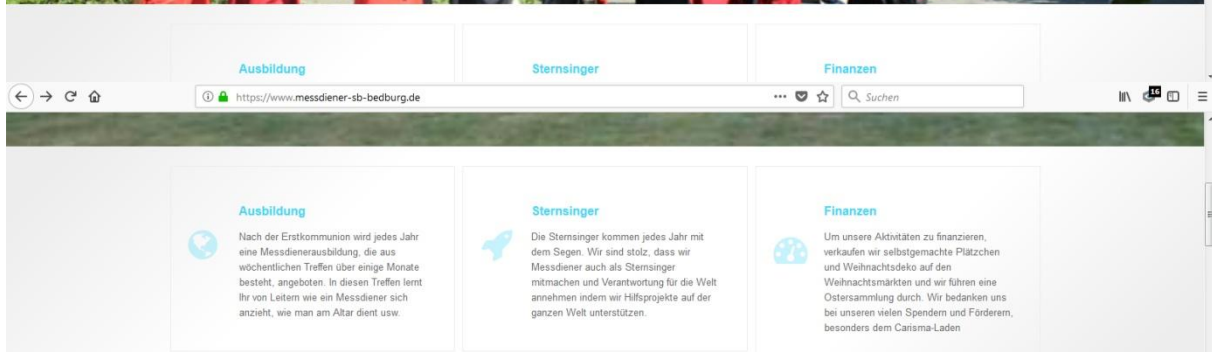 Ausbildung
Sternsinger
Finanzen
https://www.messdiener-sb-bedburg.de
Suchen
16
Ausbildung
Nach der Erstkommunion wird jedes Jahr
eine Messdienerausbildung, die aus
wöchentlichen Treffen über einige Monate
besteht, angeboten. In diesen Treffen lernt
Ihr von Leitern wie ein Messdiener sich
anzieht, wie man am Altar dient usw.
Sternsinger
Die Sternsinger kommen jedes Jahr mit
dem Segen. Wir sind stolz, dass wir
Messdiener auch als Sternsinger
mitmachen und Verantwortung für die Welt
annehmen indem wir Hilfsprojekte auf der
ganzen Welt unterstützen.
Finanzen
Um unsere Aktivitäten zu finanzieren,
verkaufen wir selbstgemachte Plätzchen
und Weihnachtsdeko auf den
Weihnachtsmärkten und wir führen eine
Ostersammlung durch. Wir bedanken uns
bei unseren vielen Spendern und Förderern,
besonders dem Carisma-Laden